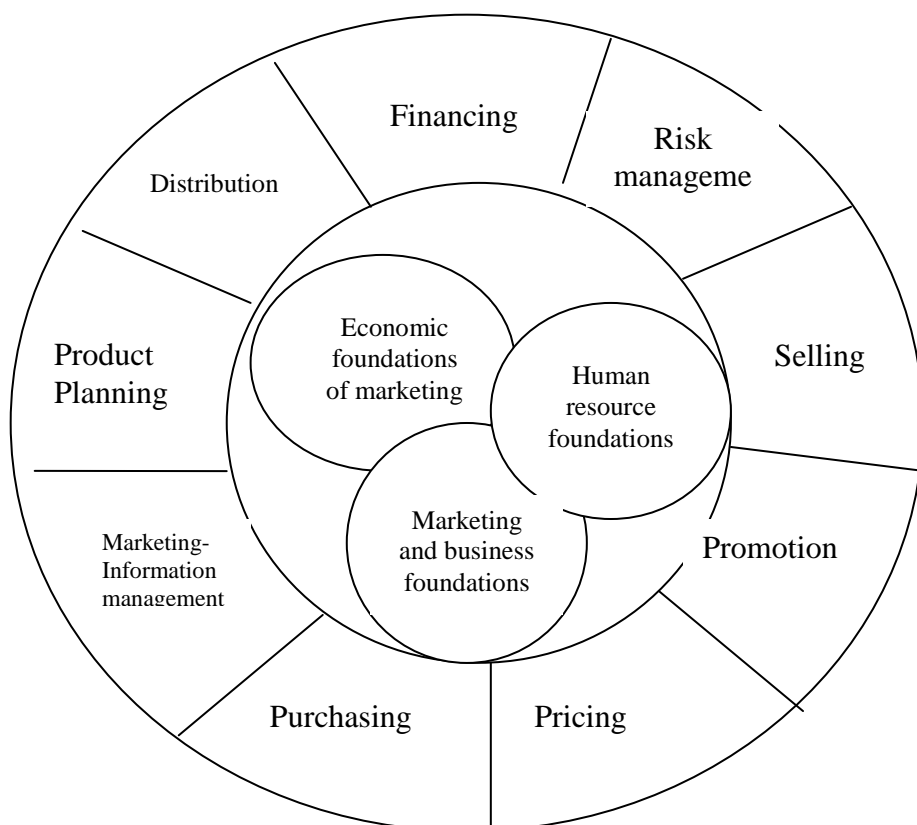 Financing
Risk
manageme
Distribution
Economic
foundations
of marketing
Product
Planning
Human
resource
foundations
Selling
Marketing
and business
foundations
Marketing-
Information
management
Promotion
Purchasing
Pricing